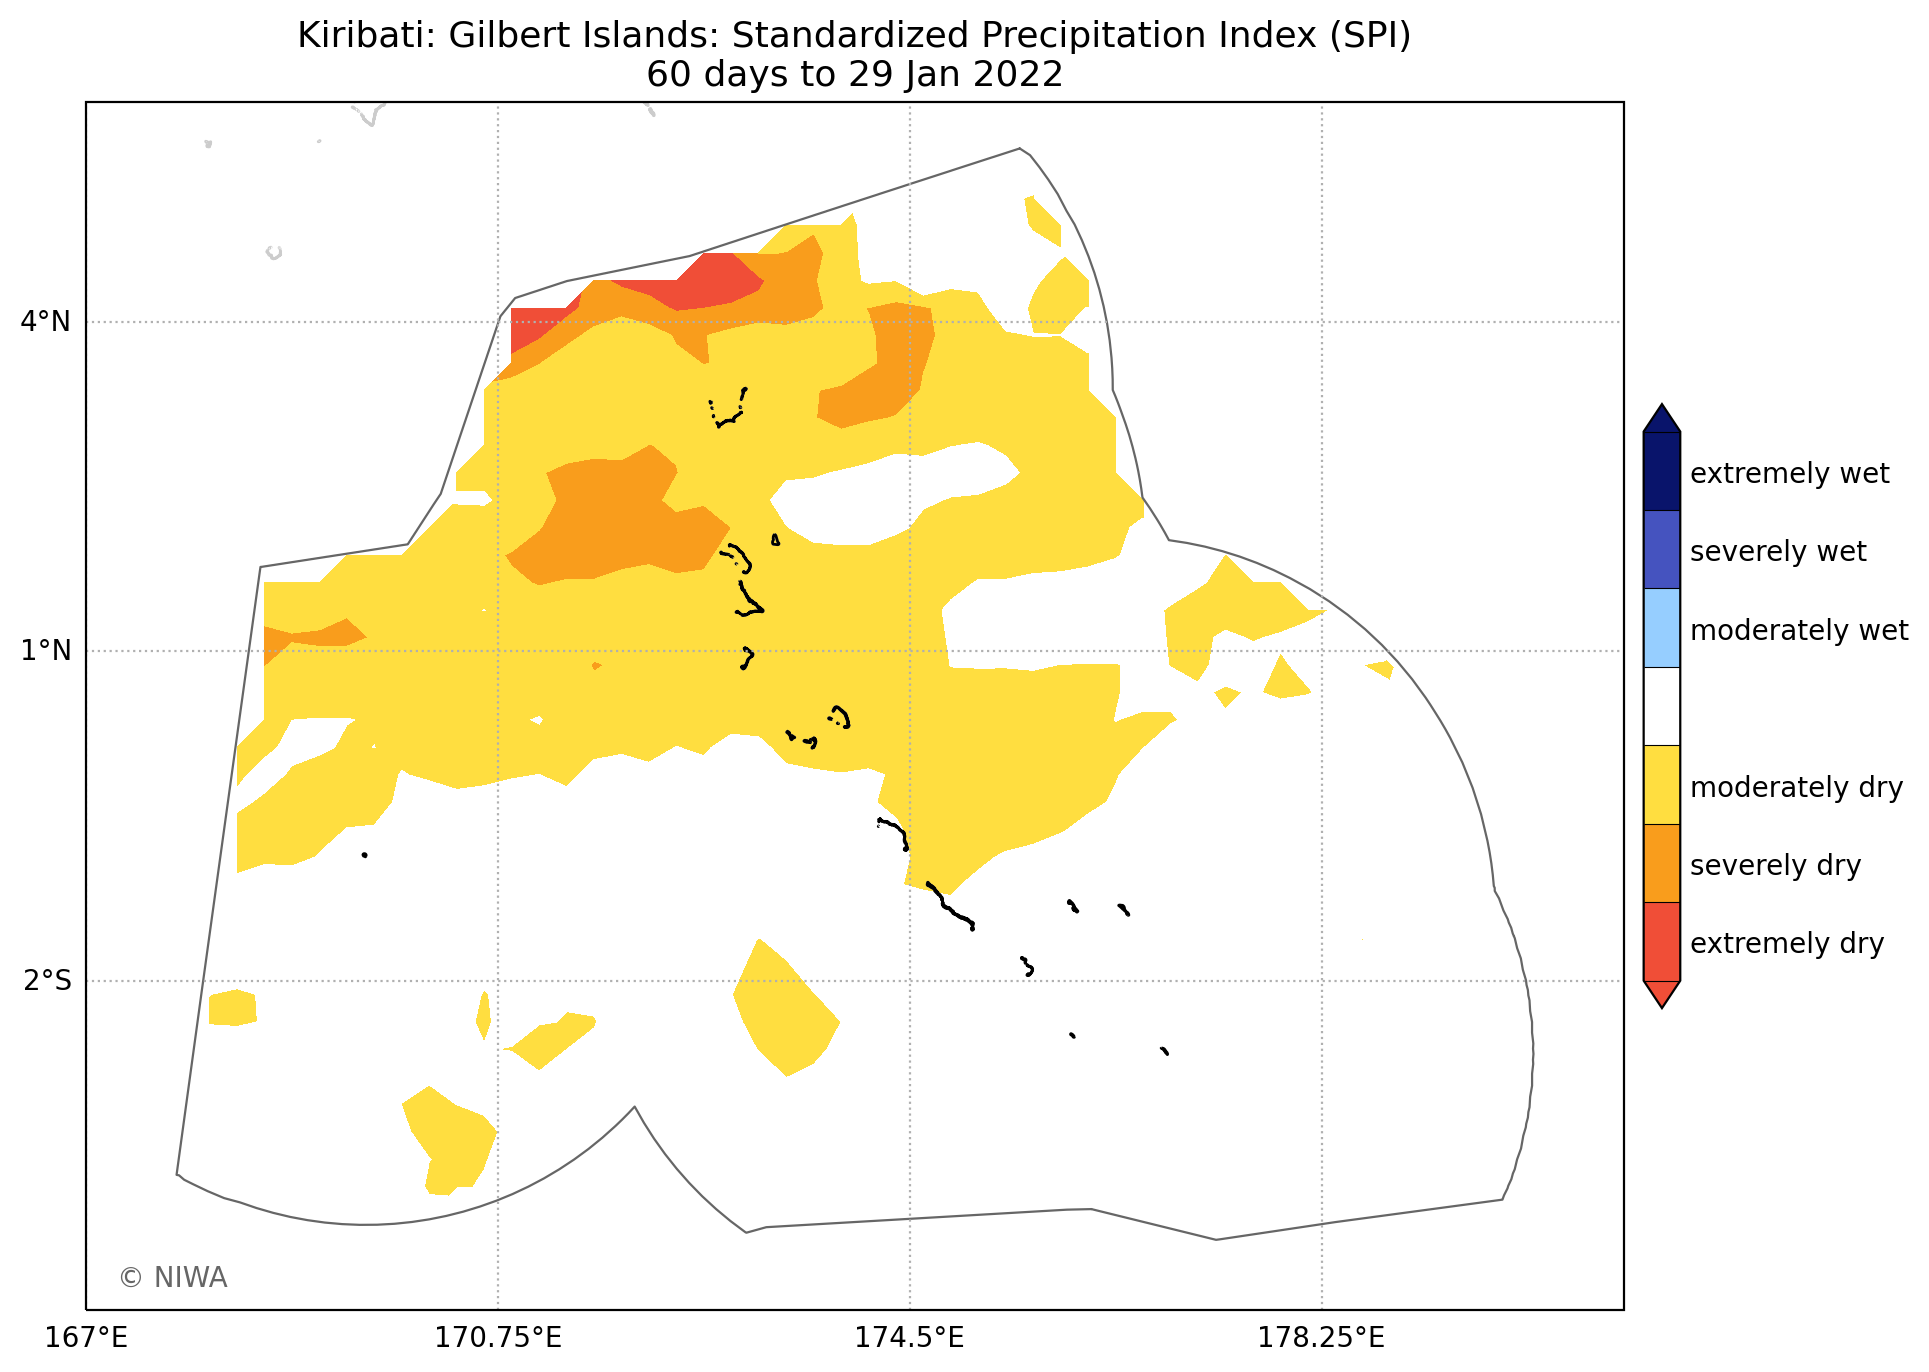 Kiribati: Gilbert Islands: Standardized Precipitation Index (SPI)
60 days to 29 Jan 2022
4°N
1°N
2°S
167°E
170.75°E
174.5°E
178.25°E
extremely wet
severely wet
moderately wet
moderately dry
severely dry
extremely dry
© NIWA